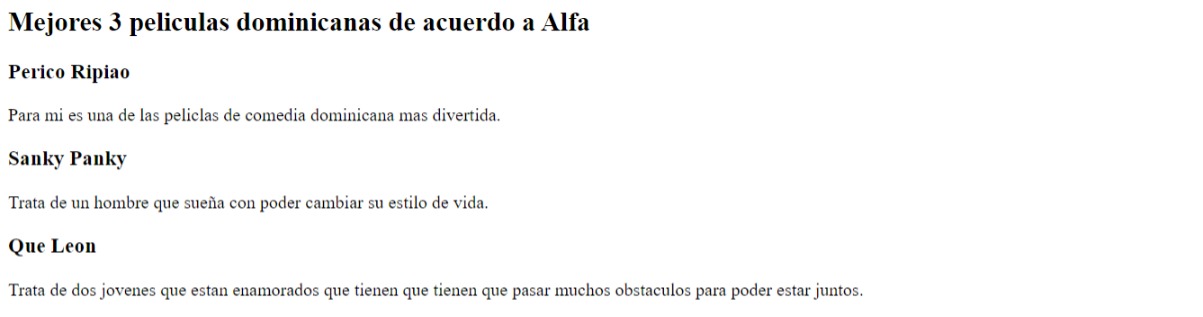 Mejores 3 peliculas dominicanas de acuerdo a Alfa
Perico Ripiao
Para mi es una de las peliclas de comedia dominicana mas divertida.
Sanky Panky
Trata de un hombre que sueña con poder cambiar su estilo de vida.
Que Leon
Trata de dos jovenes que estan enamorados que tienen que tienen que pasar muchos obstaculos para poder estar juntos.